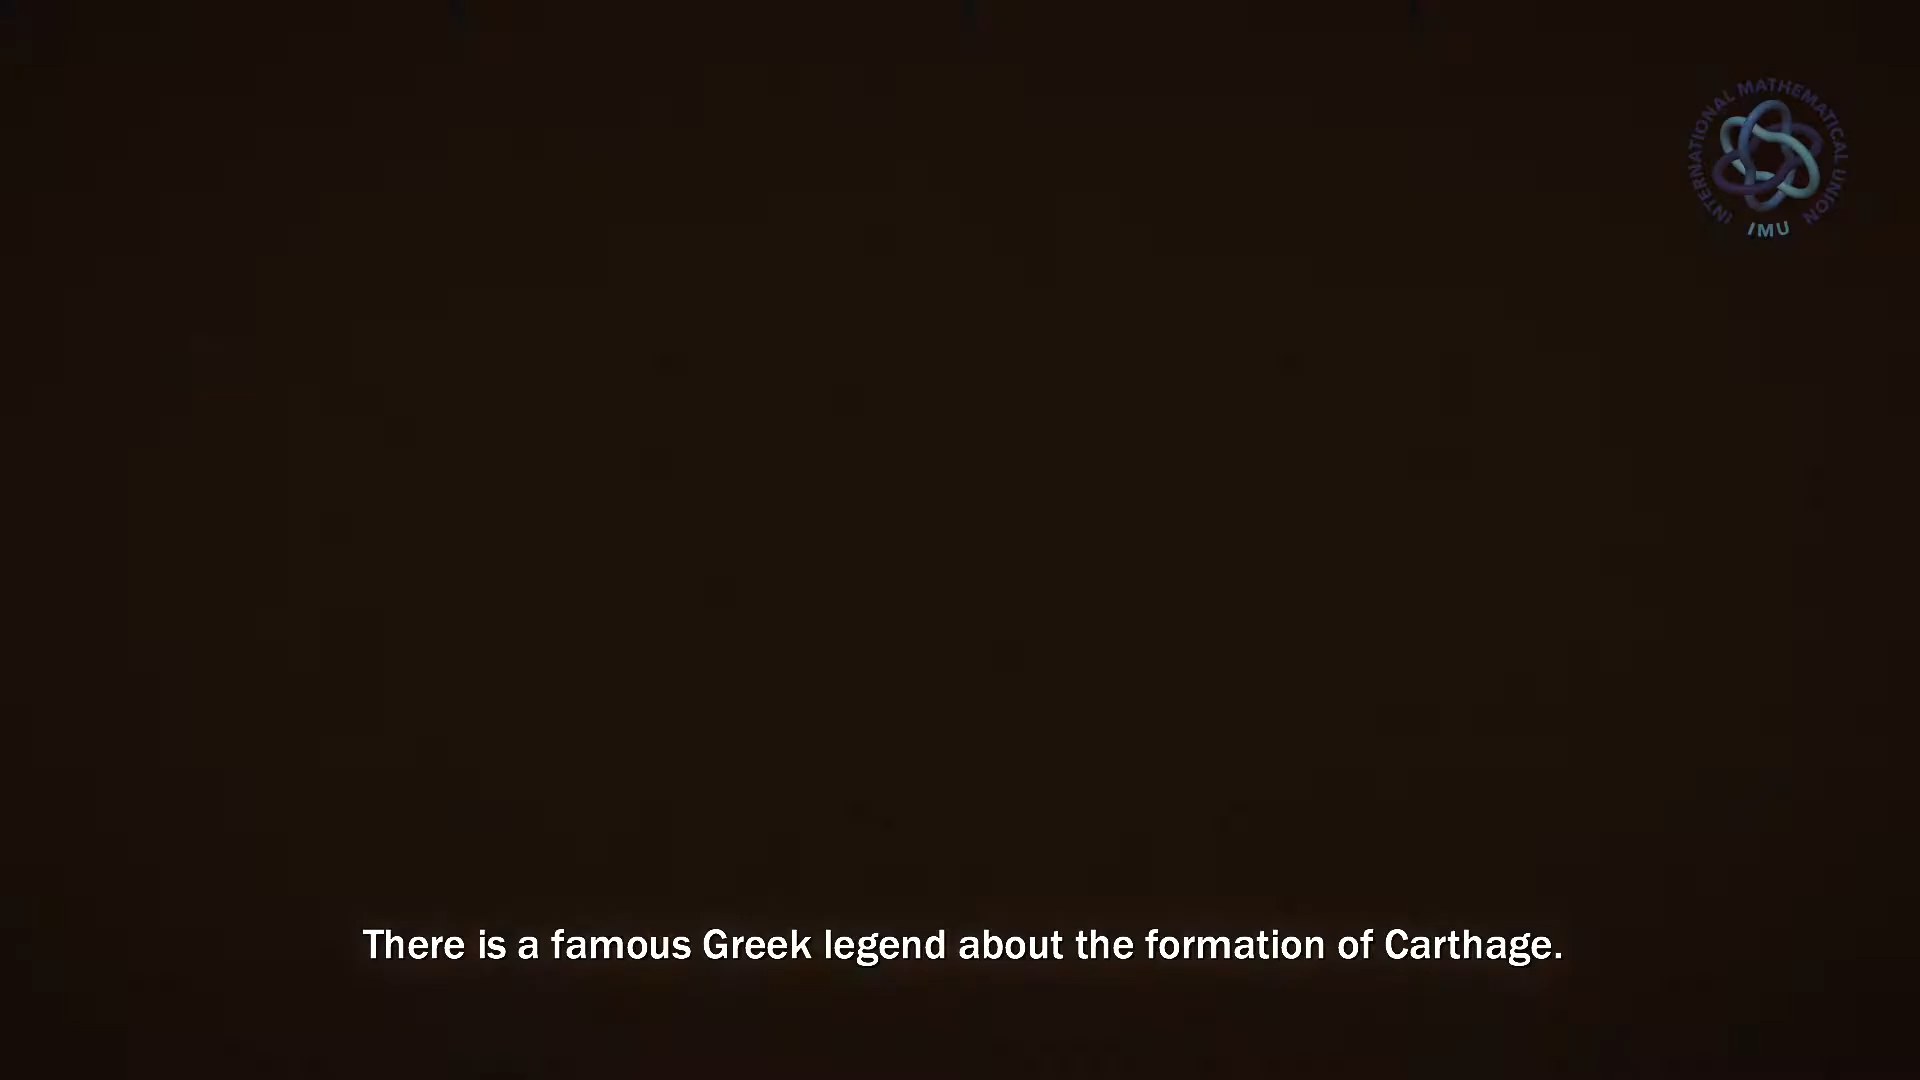 INTERNATIONAL MATHEMATICAL UNION
IMU
There is a famous Greek legend about the formation of Carthage.